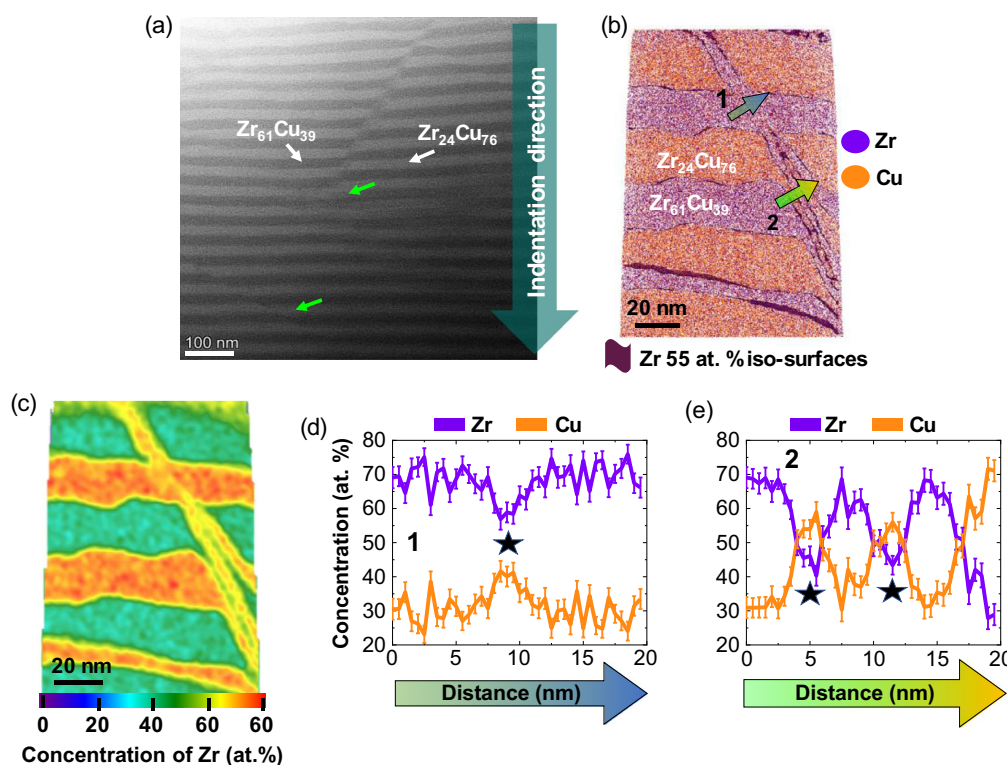 (a)
Zr₆₁Cu₃₉
Zr₂₄Cu₇₆
100 nm
Indentation direction
(b)
1
Zr₂₄Cu₇₆
Zr₆₁Cu₃₉
2
20 nm
Zr
Cu
Zr 55 at. % iso-surfaces
(c)
20 nm
0 20 40 60 60
Concentration of Zr (at.%)
(d)
Zr Cu
Concentration (at. %)
80
70
60
50
40
30
20
1
0 5 10 15 20
Distance (nm)
(e)
Zr Cu
80
70
60
50
40
30
20
2
0 5 10 15 20
Distance (nm)